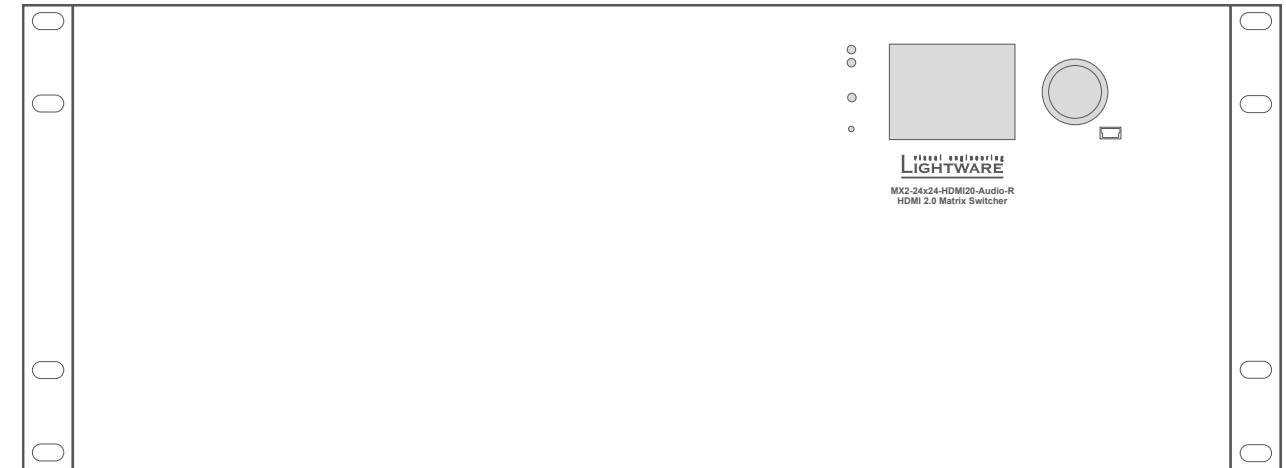 visual engineering
LIGHTWARE
MX2-24x24-HDMI20-Audio-R
HDMI 2.0 Matrix Switcher